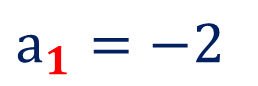 a₁ = −2